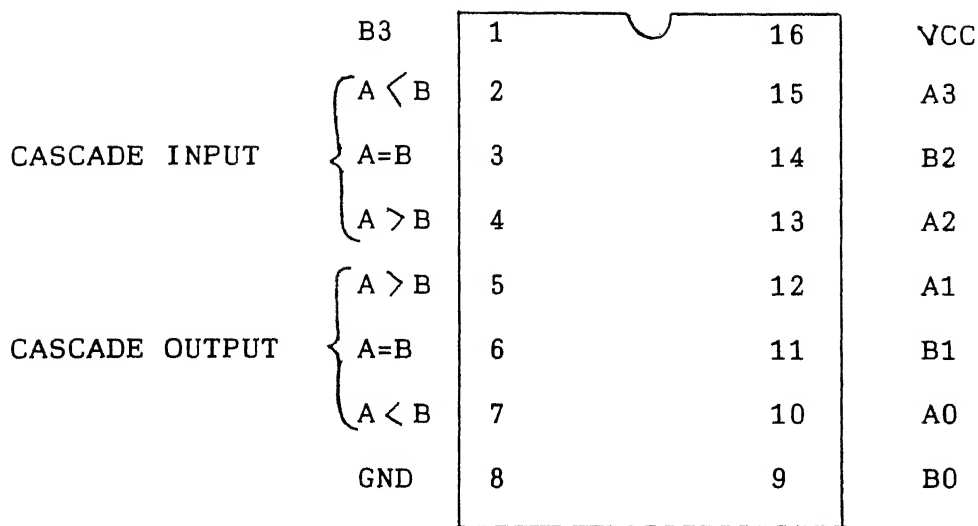 B3 1 16 VCC
A < B 2 15 A3
CASCADE INPUT A=B 3 14 B2
A > B 4 13 A2
A > B 5 12 A1
CASCADE OUTPUT A=B 6 11 B1
A < B 7 10 A0
GND 8 9 B0